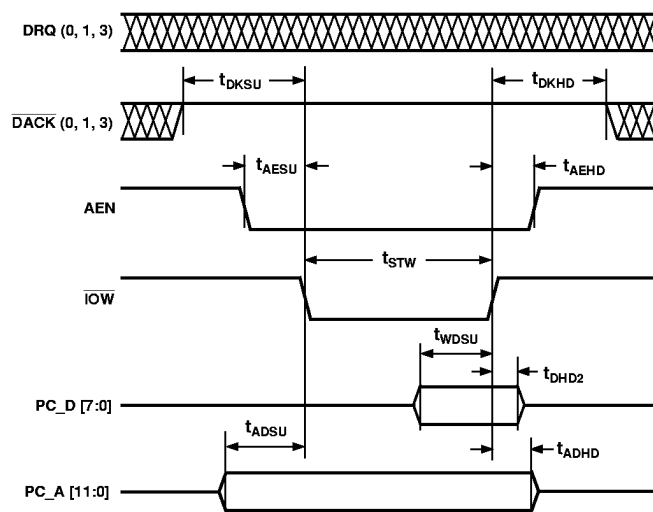 DRQ (0, 1, 3)
tDKSU
tDKHD
DACK (0, 1, 3)
tAESU
tAEHD
AEN
tSTW
IOW
tWDSU
tDHD2
PC_D [7:0]
tADSU
tADHD
PC_A [11:0]